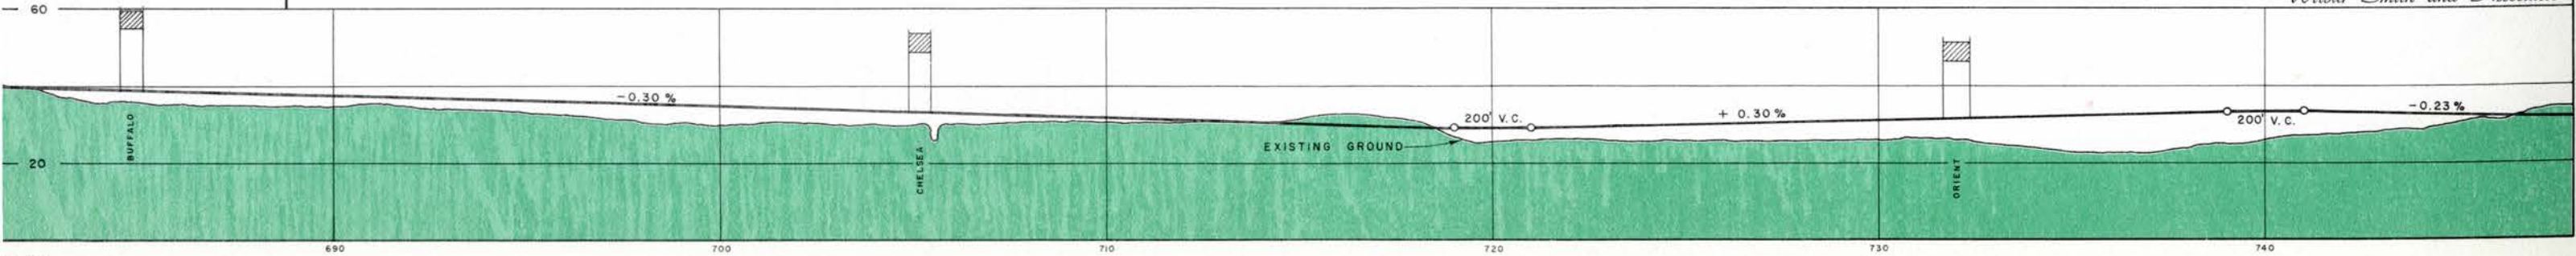 60
-0.30 %
200' V.C.
+ 0.30 %
200' V.C.
-0.23 %
BUFFALO
CHELSEA
EXISTING GROUND
ORIENT
20
690
700
710
720
730
740